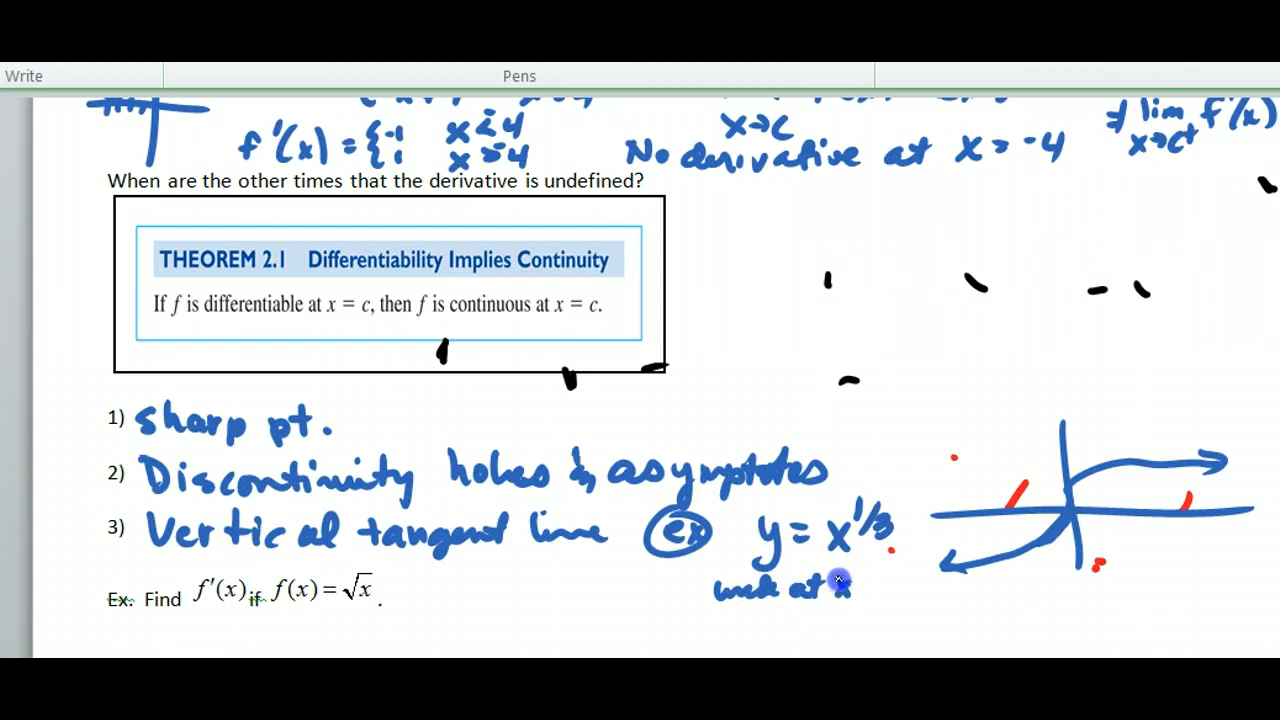 Write Pens
f'(x) = { -1 x < -4
1 x > -4
x→c
No derivative at x = -4
≠ lim f'(x)
x→c⁺
When are the other times that the derivative is undefined?
THEOREM 2.1 Differentiability Implies Continuity
If f is differentiable at x = c, then f is continuous at x = c.
1) sharp pt.
2) Discontinuity holes & asymptotes
3) Vertical tangent line ex y = x^1/3
at x
Ex. Find f'(x) if f(x) = √x .